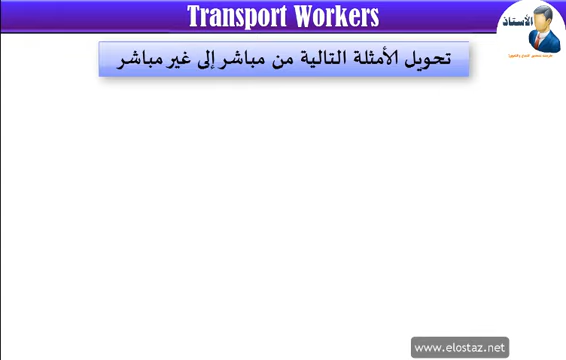 Transport Workers
الأستاذ
تحويل الأمثلة التالية من مباشر إلى غير مباشر
www.elostaz.net